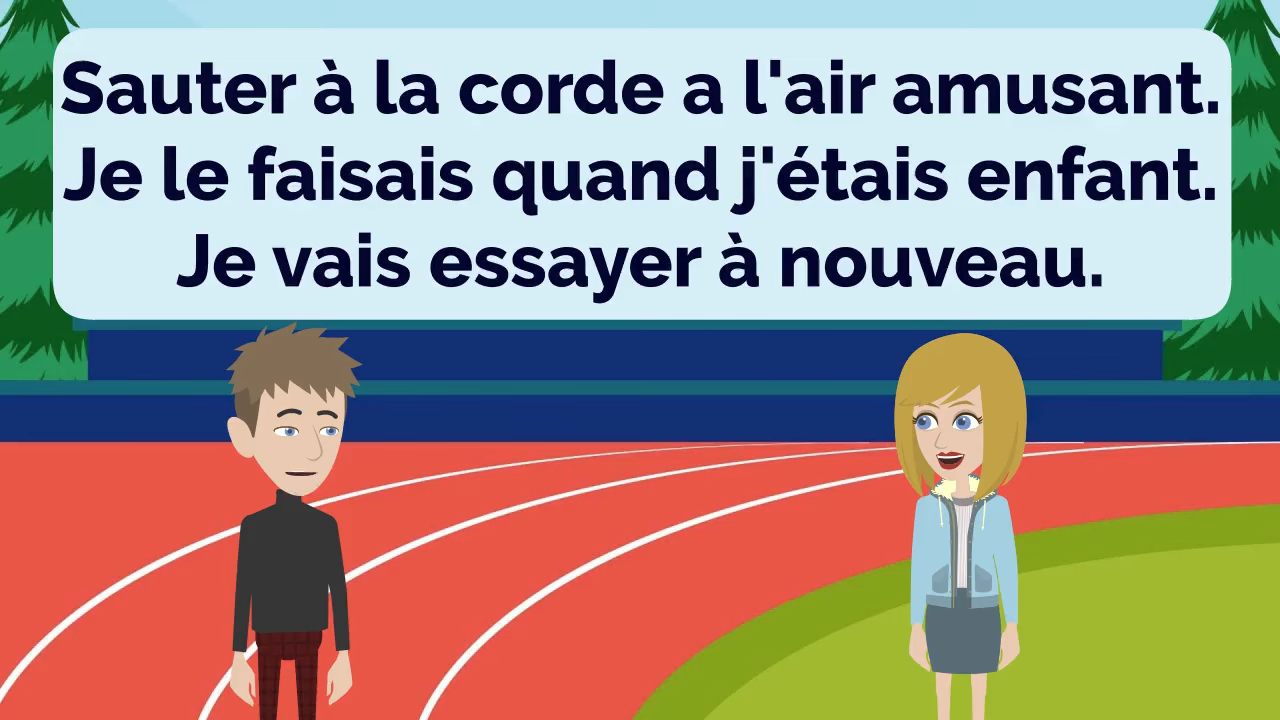 Sauter à la corde a l'air amusant.
Je le faisais quand j'étais enfant.
Je vais essayer à nouveau.